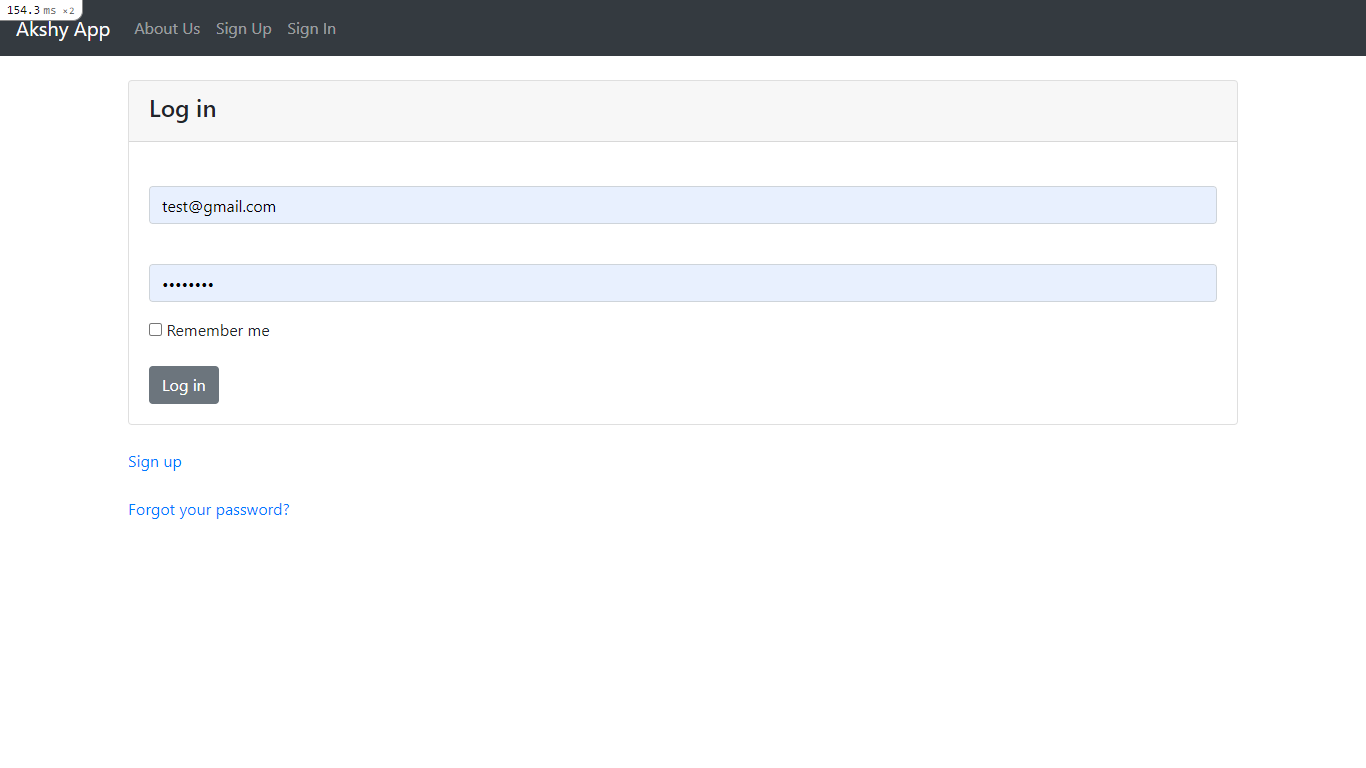 154.3 ms ×2
Akshy App About Us Sign Up Sign In
Log in
test@gmail.com
••••••••
Remember me
Log in
Sign up
Forgot your password?